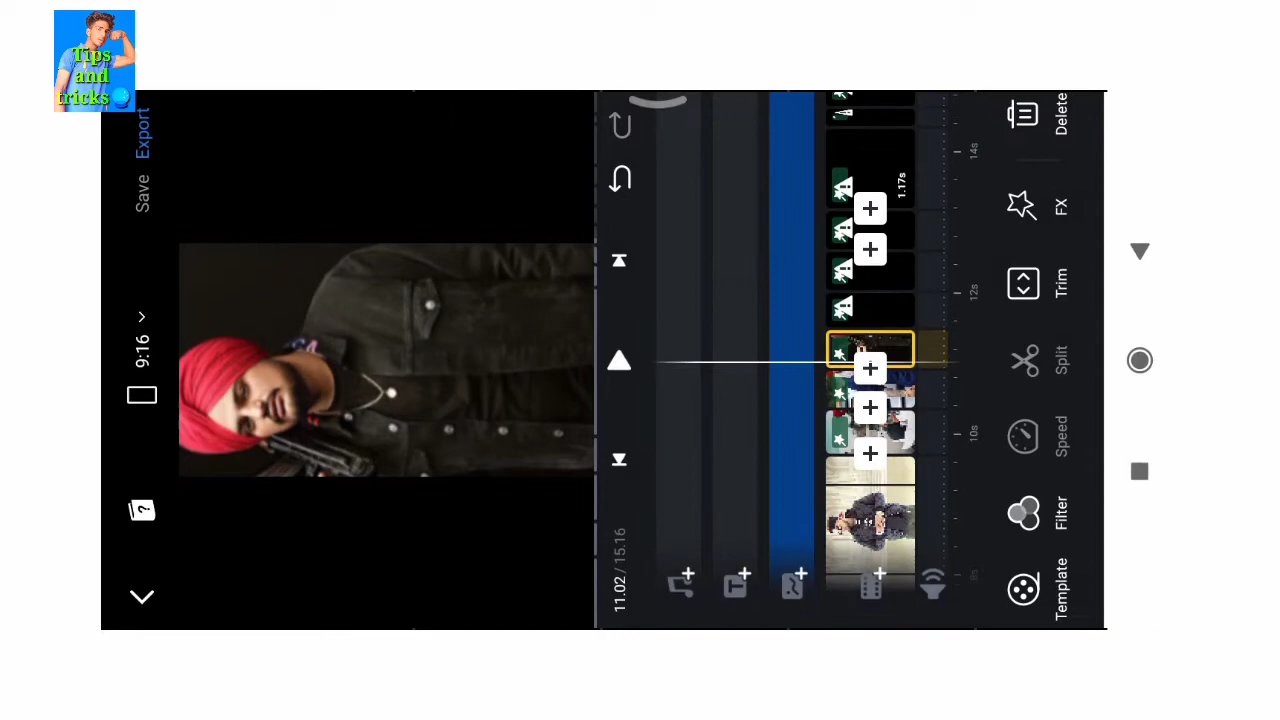 Tips
and
tricks
Save
Export
9:16
?
11.02 / 15.16
1.17s
8s
10s
12s
14s
Template
Filter
Speed
Split
Trim
FX
Delete